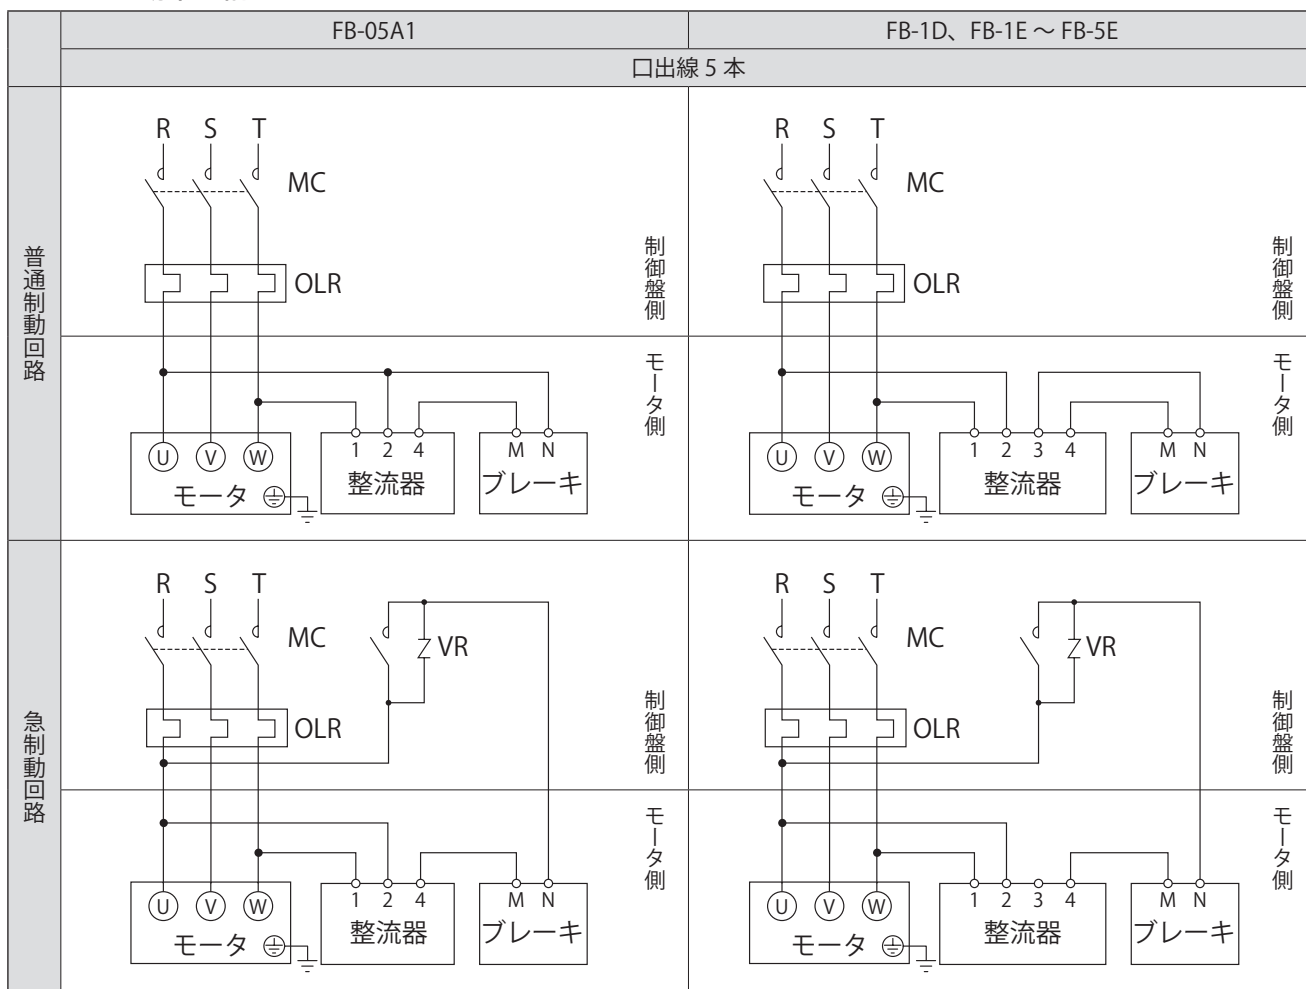 FB-05A1
FB-1D、FB-1E ～ FB-5E
口出線 5 本
普通制動回路
R S T
MC
OLR
制御盤側
モータ側
U V W
モータ
1 2 4
整流器
M N
ブレーキ
R S T
MC
OLR
制御盤側
モータ側
U V W
モータ
1 2 3 4
整流器
M N
ブレーキ
急制動回路
R S T
MC
VR
OLR
制御盤側
モータ側
U V W
モータ
1 2 4
整流器
M N
ブレーキ
R S T
MC
VR
OLR
制御盤側
モータ側
U V W
モータ
1 2 3 4
整流器
M N
ブレーキ